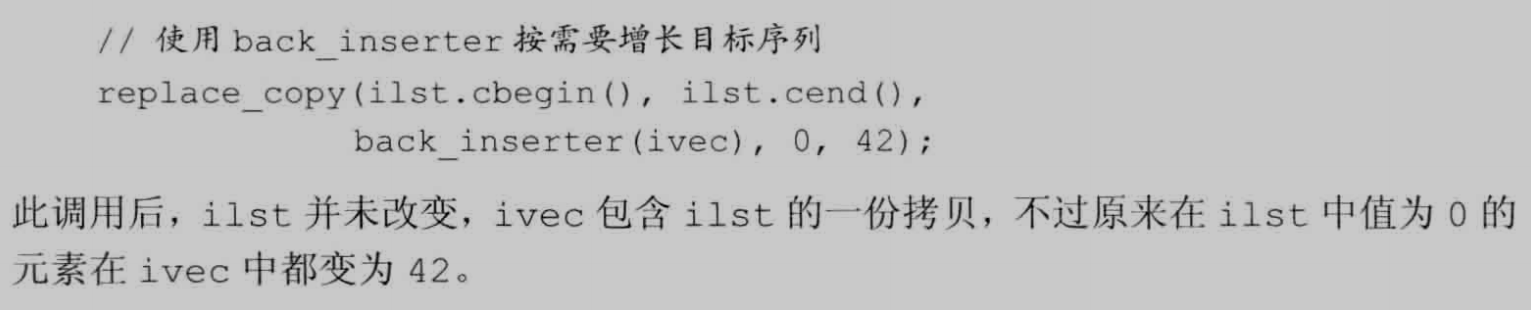 // 使用 back_inserter 按需要增长目标序列
replace_copy(ilst.cbegin(), ilst.cend(),
back_inserter(ivec), 0, 42);
此调用后，ilst 并未改变，ivec 包含 ilst 的一份拷贝，不过原来在 ilst 中值为 0 的
元素在 ivec 中都变为 42。